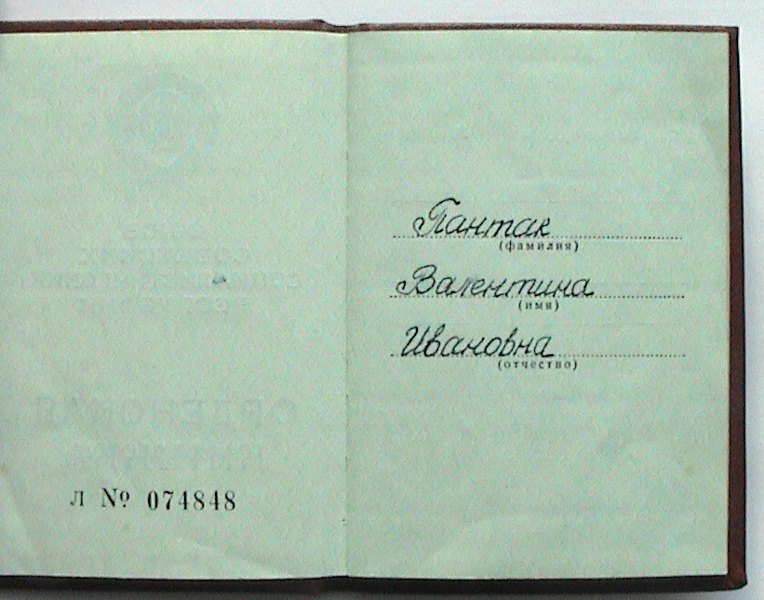 л № 074848
Пантак
(фамилия)
Валентина
(имя)
Ивановна
(отчество)